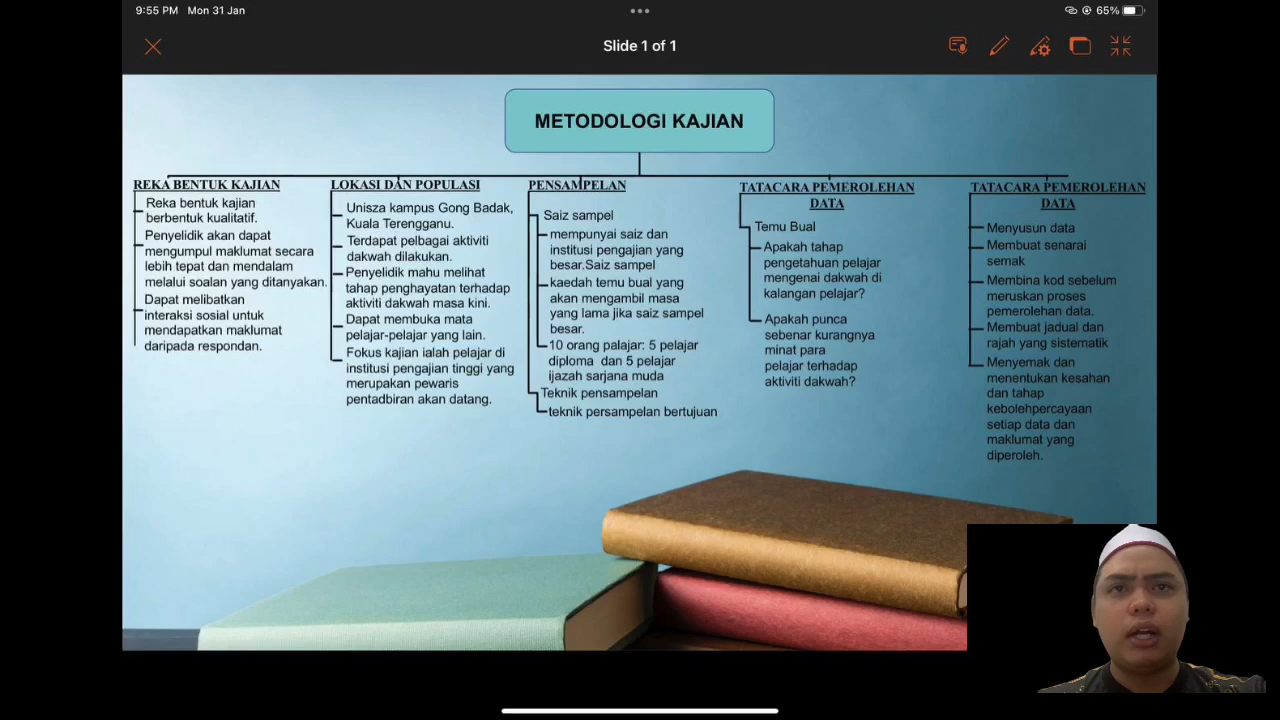 9:55 PM Mon 31 Jan
65%
Slide 1 of 1
METODOLOGI KAJIAN
REKA BENTUK KAJIAN
Reka bentuk kajian
berbentuk kualitatif.
Penyelidik akan dapat
mengumpul maklumat secara
lebih tepat dan mendalam
melalui soalan yang ditanyakan.
Dapat melibatkan
interaksi sosial untuk
mendapatkan maklumat
daripada respondan.
LOKASI DAN POPULASI
Unisza kampus Gong Badak,
Kuala Terengganu.
Terdapat pelbagai aktiviti
dakwah dilakukan.
Penyelidik mahu melihat
tahap penghayatan terhadap
aktiviti dakwah masa kini.
Dapat membuka mata
pelajar-pelajar yang lain.
Fokus kajian ialah pelajar di
institusi pengajian tinggi yang
merupakan pewaris
pentadbiran akan datang.
PENSAMPELAN
Saiz sampel
mempunyai saiz dan
institusi pengajian yang
besar.Saiz sampel
kaedah temu bual yang
akan mengambil masa
yang lama jika saiz sampel
besar.
10 orang palajar: 5 pelajar
diploma dan 5 pelajar
ijazah sarjana muda
Teknik pensampelan
teknik persampelan bertujuan
TATACARA PEMEROLEHAN
DATA
Temu Bual
Apakah tahap
pengetahuan pelajar
mengenai dakwah di
kalangan pelajar?
Apakah punca
sebenar kurangnya
minat para
pelajar terhadap
aktiviti dakwah?
TATACARA PEMEROLEHAN
DATA
Menyusun data
Membuat senarai
semak
Membina kod sebelum
meruskan proses
pemerolehan data.
Membuat jadual dan
rajah yang sistematik
Menyemak dan
menentukan kesahan
dan tahap
kebolehpercayaan
setiap data dan
maklumat yang
diperoleh.